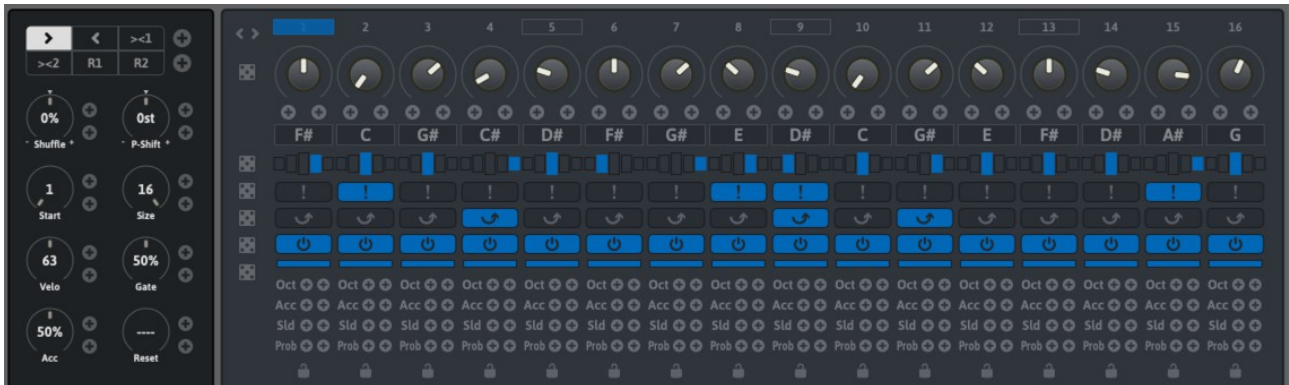 > < ><1
><2 R1 R2
0% 0st
- Shuffle + - P-Shift +
1 16
Start Size
63 50%
Velo Gate
50% ----
Acc Reset
< > 1 2 3 4 5 6 7 8 9 10 11 12 13 14 15 16
F# C G# C# D# F# G# E D# C G# E F# D# A# G
! ! ! ! ! ! ! ! ! ! ! ! ! ! ! !
Oct Oct Oct Oct Oct Oct Oct Oct Oct Oct Oct Oct Oct Oct Oct Oct
Acc Acc Acc Acc Acc Acc Acc Acc Acc Acc Acc Acc Acc Acc Acc Acc
Sld Sld Sld Sld Sld Sld Sld Sld Sld Sld Sld Sld Sld Sld Sld Sld
Prob Prob Prob Prob Prob Prob Prob Prob Prob Prob Prob Prob Prob Prob Prob Prob